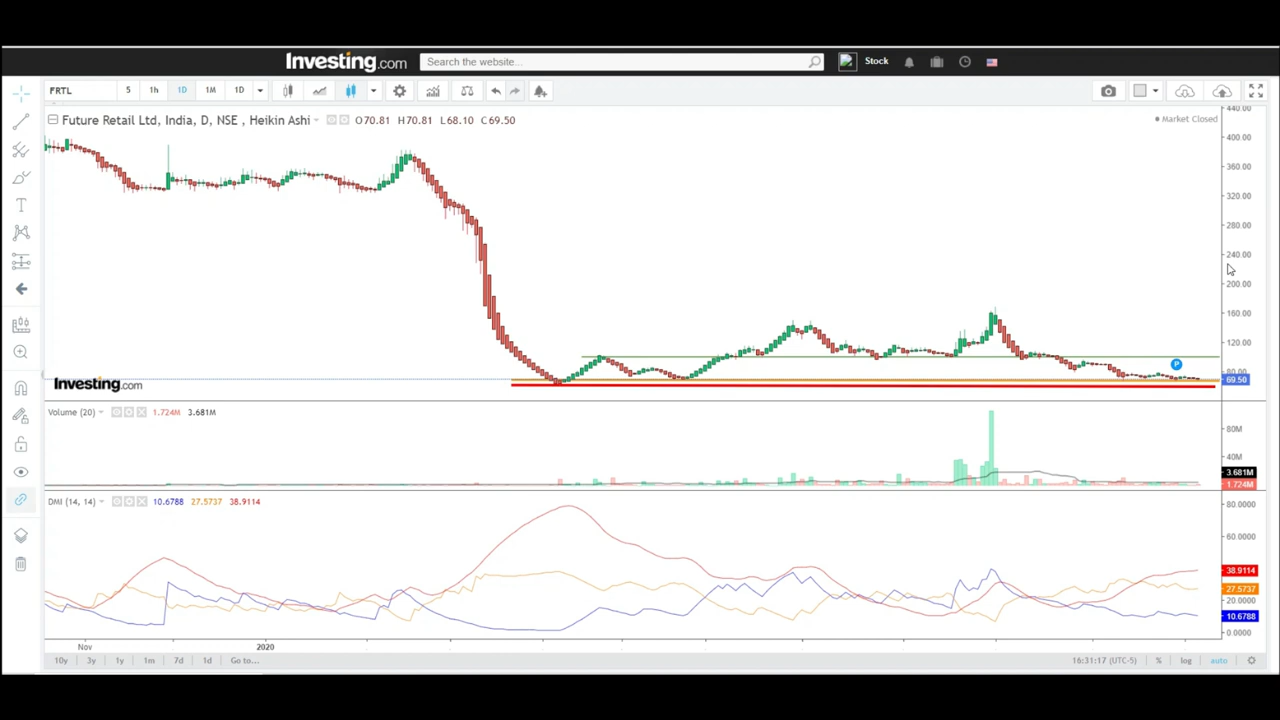 Investing.com
Search the website...
Stock
FRTL 5 1h 1D 1M 1D
Future Retail Ltd, India, D, NSE , Heikin Ashi O70.81 H70.81 L68.10 C69.50
Market Closed
440.00
400.00
360.00
320.00
280.00
240.00
200.00
160.00
120.00
80.00
P
69.50
Investing.com
Volume (20) 1.724M 3.681M
80M
40M
3.681M
1.724M
DMI (14, 14) 10.6788 27.5737 38.9114
80.0000
60.0000
38.9114
27.5737
20.0000
10.6788
0.0000
Nov 2020
10y 3y 1y 1m 7d 1d Go to... 16:31:17 (UTC-5) % log auto